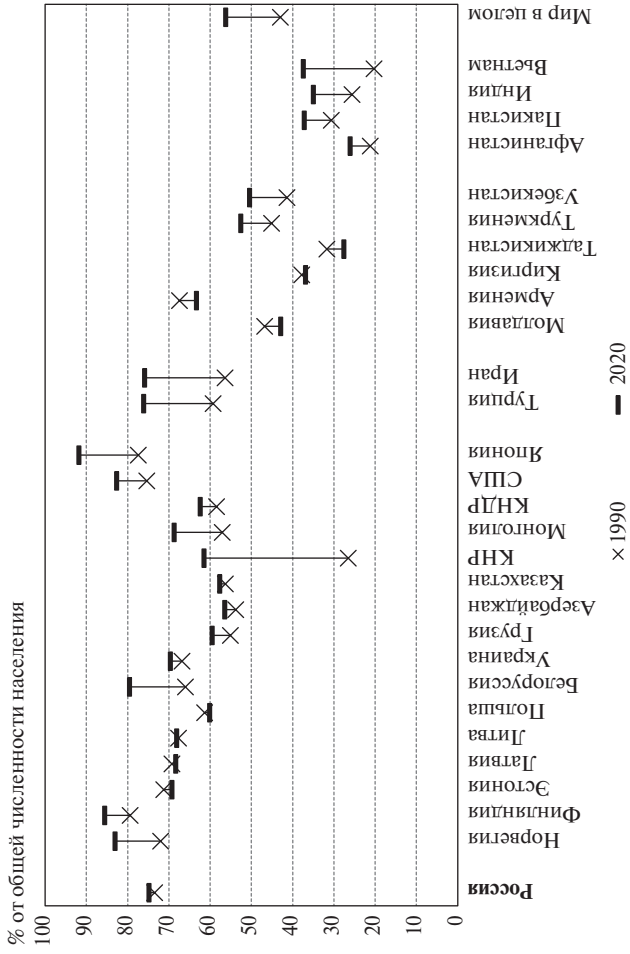 % от общей численности населения
100
90
80
70
60
50
40
30
20
10
0
Россия
Норвегия
Финляндия
Эстония
Латвия
Литва
Польша
Белоруссия
Украина
Грузия
Азербайджан
Казахстан
КНР
Монголия
КНДР
США
Япония
Турция
Иран
Молдавия
Армения
Киргизия
Таджикистан
Туркмения
Узбекистан
Афганистан
Пакистан
Индия
Вьетнам
Мир в целом
×1990
2020